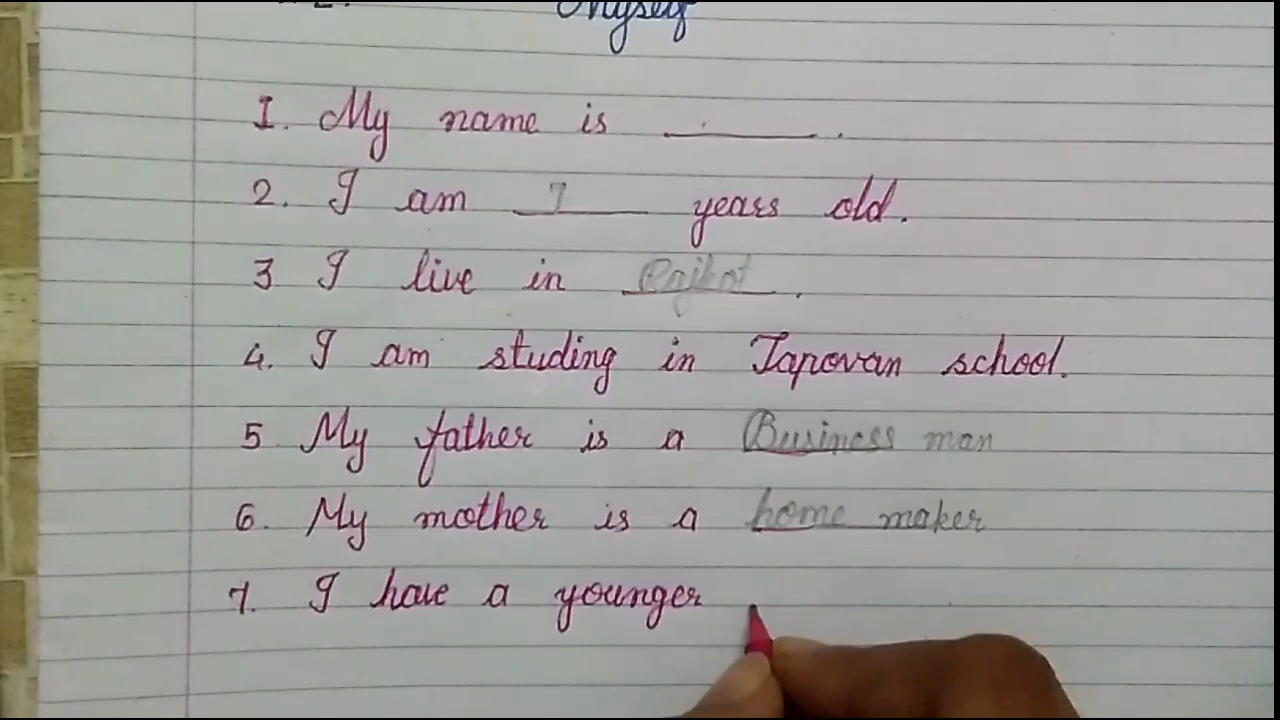 Myself
1. My name is ______.
2. I am 7 years old.
3 I live in Rajkot.
4. I am studing in Tapovan school.
5 My father is a Business man
6. My mother is a home maker
7. I have a younger